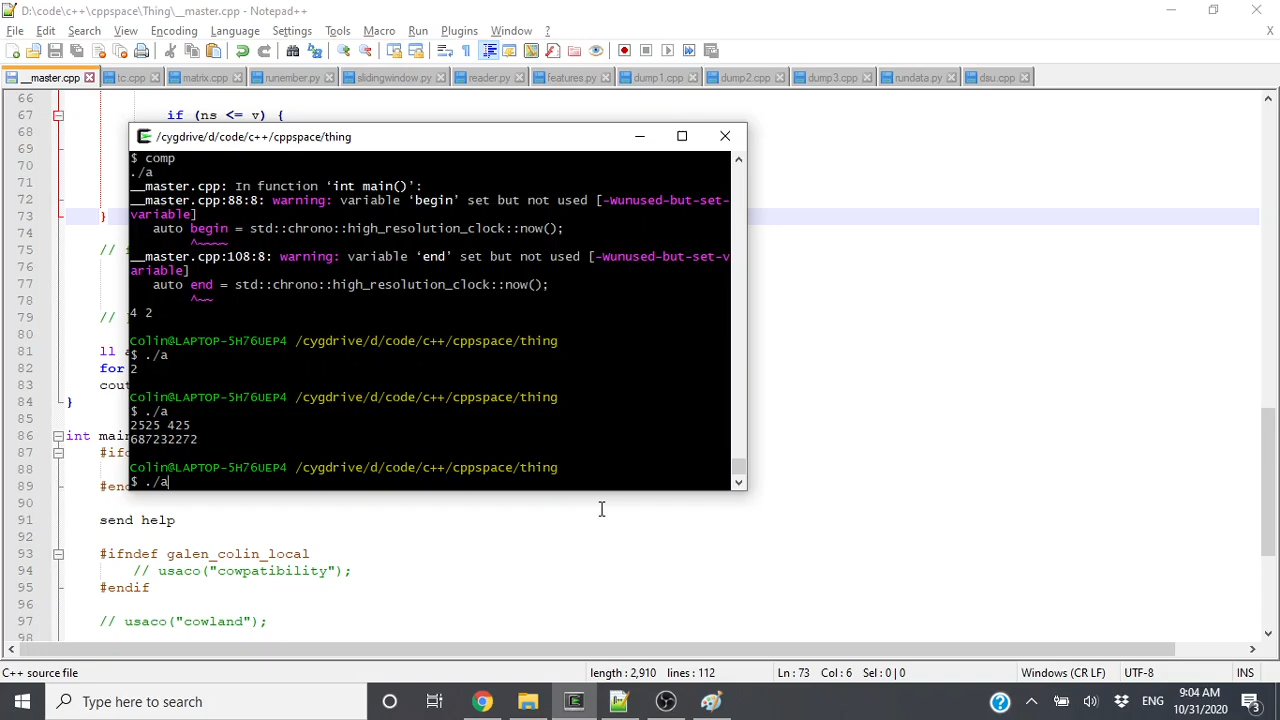 D:\code\c++\cppspace\Thing\__master.cpp - Notepad++
File Edit Search View Encoding Language Settings Tools Macro Run Plugins Window ?
X
__master.cpp tc.cpp matrix.cpp runember.py slidingwindow.py reader.py features.py dump1.cpp dump2.cpp dump3.cpp rundata.py dsu.cpp
66
67 if (ns <= v) {
68
69
70
71
72
73 }
74
75 //
76
77
78
79 //
80
81 ll
82 for
83 cout
84 }
85
86 int main
87
88
89 #en
90
91 send help
92
93 #ifndef galen_colin_local
94 // usaco("cowpatibility");
95 #endif
96
97 // usaco("cowland");
98
/cygdrive/d/code/c++/cppspace/thing
$ comp
./a
__master.cpp: In function ‘int main()’:
__master.cpp:88:8: warning: variable ‘begin’ set but not used [-Wunused-but-set-
variable]
auto begin = std::chrono::high_resolution_clock::now();
^~~~~
__master.cpp:108:8: warning: variable ‘end’ set but not used [-Wunused-but-set-v
ariable]
auto end = std::chrono::high_resolution_clock::now();
^~~
4 2
Colin@LAPTOP-5H76UEP4 /cygdrive/d/code/c++/cppspace/thing
$ ./a
2
Colin@LAPTOP-5H76UEP4 /cygdrive/d/code/c++/cppspace/thing
$ ./a
2525 425
687232272
Colin@LAPTOP-5H76UEP4 /cygdrive/d/code/c++/cppspace/thing
$ ./a
C++ source file length : 2,910 lines : 112 Ln : 73 Col : 6 Sel : 0 | 0 Windows (CR LF) UTF-8 INS
Type here to search
ENG
9:04 AM
10/31/2020
3